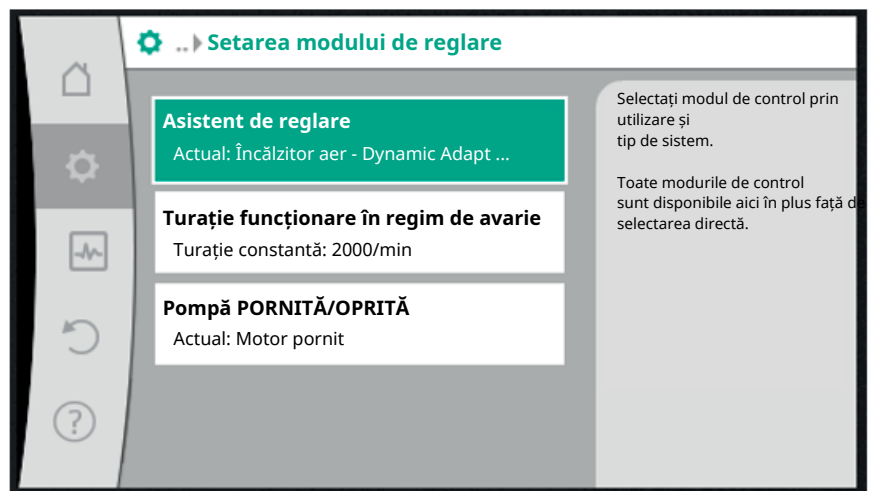 .. Setarea modului de reglare
Asistent de reglare
Actual: Încălzitor aer - Dynamic Adapt ...
Turație funcționare în regim de avarie
Turație constantă: 2000/min
Pompă PORNITĂ/OPRITĂ
Actual: Motor pornit
Selectați modul de control prin
utilizare și
tip de sistem.
Toate modurile de control
sunt disponibile aici în plus față de
selectarea directă.
?